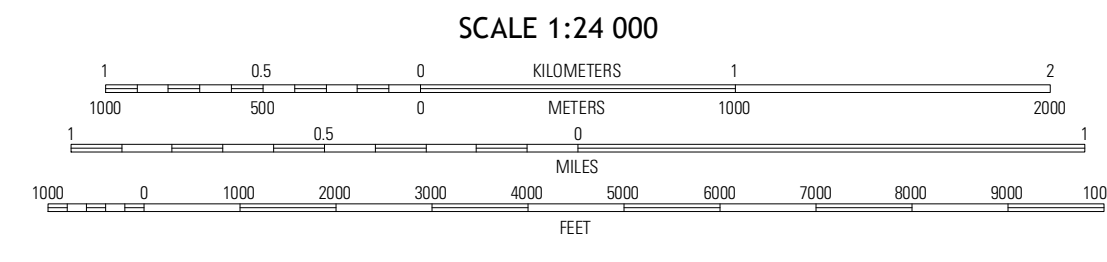 SCALE 1:24 000
1 0.5 0 KILOMETERS 1 2
1000 500 0 METERS 1000 2000
1 0.5 0 1
MILES
1000 0 1000 2000 3000 4000 5000 6000 7000 8000 9000 100
FEET